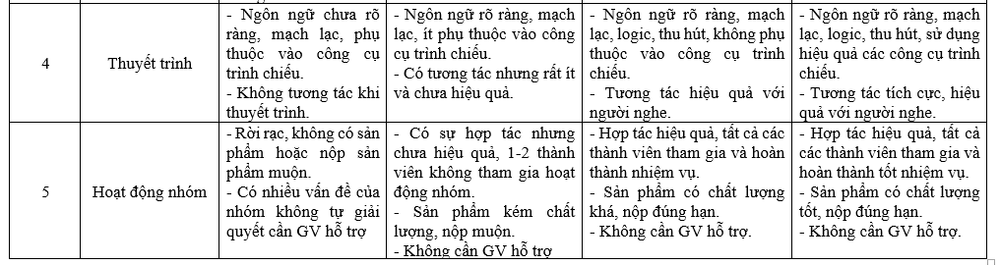 4
Thuyết trình
- Ngôn ngữ chưa rõ
ràng, mạch lạc, phụ
thuộc vào công cụ
trình chiếu.
- Không tương tác khi
thuyết trình.
- Ngôn ngữ rõ ràng, mạch
lạc, ít phụ thuộc vào công
cụ trình chiếu.
- Có tương tác nhưng rất ít
và chưa hiệu quả.
- Ngôn ngữ rõ ràng, mạch
lạc, logic, thu hút, không phụ
thuộc vào công cụ trình
chiếu.
- Tương tác hiệu quả với
người nghe.
- Ngôn ngữ rõ ràng, mạch
lạc, logic, thu hút, sử dụng
hiệu quả các công cụ trình
chiếu.
- Tương tác tích cực, hiệu
quả với người nghe.
5
Hoạt động nhóm
- Rời rạc, không có sản
phẩm hoặc nộp sản
phẩm muộn.
- Có nhiều vấn đề của
nhóm không tự giải
quyết cần GV hỗ trợ
- Có sự hợp tác nhưng
chưa hiệu quả, 1-2 thành
viên không tham gia hoạt
động nhóm.
- Sản phẩm kém chất
lượng, nộp muộn.
- Không cần GV hỗ trợ
- Hợp tác hiệu quả, tất cả các
thành viên tham gia và hoàn
thành nhiệm vụ.
- Sản phẩm có chất lượng
khá, nộp đúng hạn.
- Không cần GV hỗ trợ.
- Hợp tác hiệu quả, tất cả
các thành viên tham gia và
hoàn thành tốt nhiệm vụ.
- Sản phẩm có chất lượng
tốt, nộp đúng hạn.
- Không cần GV hỗ trợ.